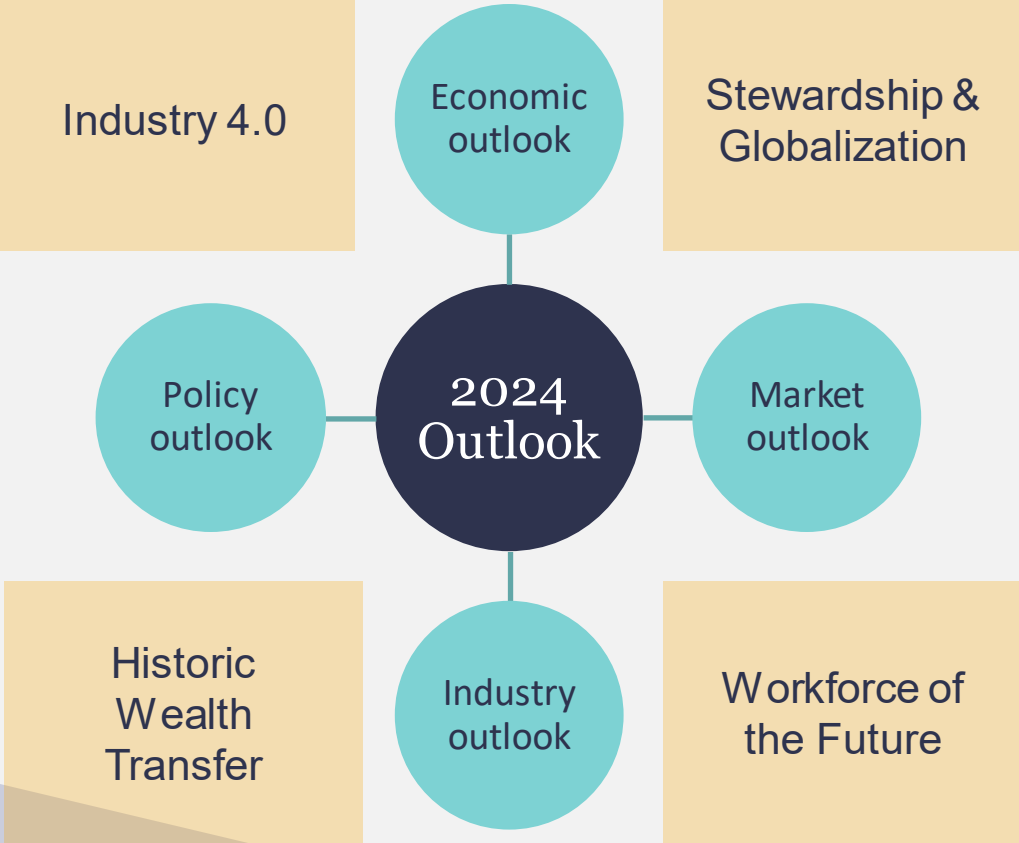 Industry 4.0
Economic
outlook
Stewardship &
Globalization
Policy
outlook
2024
Outlook
Market
outlook
Historic
Wealth
Transfer
Industry
outlook
Workforce of
the Future